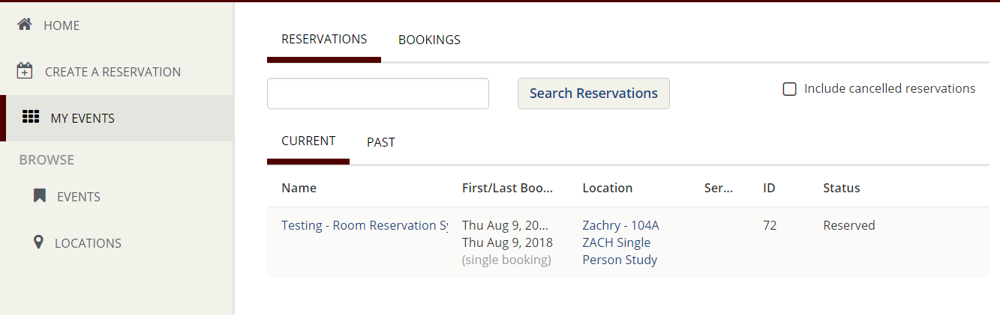 HOME
CREATE A RESERVATION
MY EVENTS
BROWSE
EVENTS
LOCATIONS
RESERVATIONS BOOKINGS
Search Reservations
Include cancelled reservations
CURRENT PAST
Name First/Last Boo... Location Ser... ID Status
Testing - Room Reservation Sy Thu Aug 9, 20... Zachry - 104A 72 Reserved
Thu Aug 9, 2018 ZACH Single
(single booking) Person Study